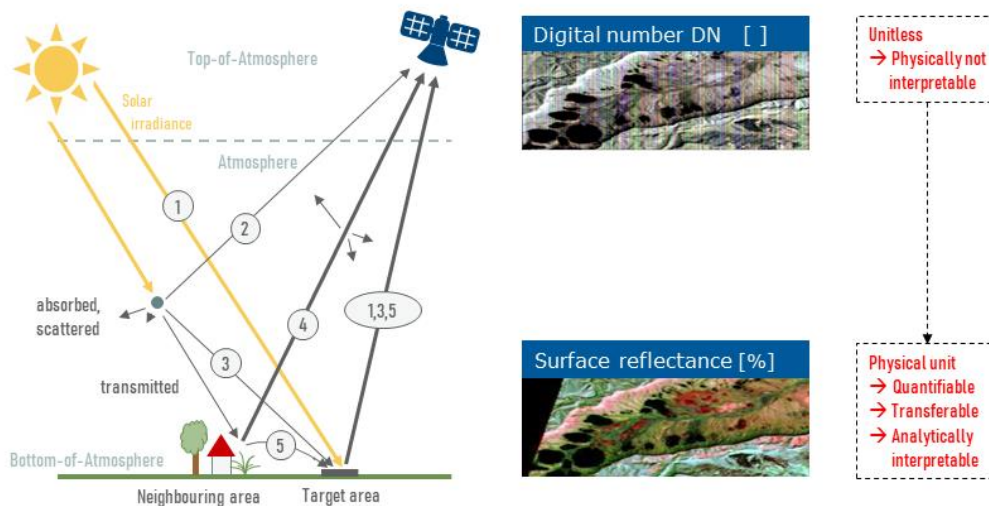 Top-of-Atmosphere
Solar
irradiance
Atmosphere
1
2
absorbed,
scattered
4
1,3,5
3
transmitted
5
Bottom-of-Atmosphere
Neighbouring area
Target area
Digital number DN [ ]
Unitless
→ Physically not
interpretable
Surface reflectance [%]
Physical unit
→ Quantifiable
→ Transferable
→ Analytically
interpretable